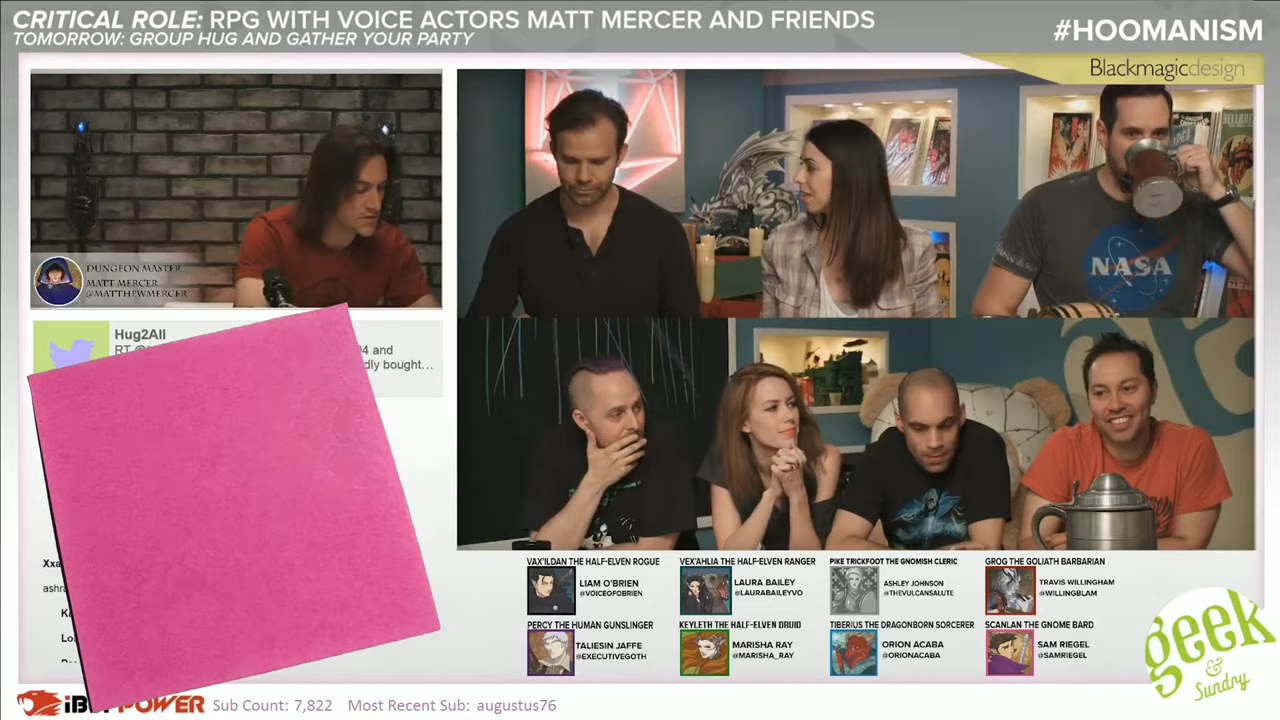 CRITICAL ROLE: RPG WITH VOICE ACTORS MATT MERCER AND FRIENDS
TOMORROW: GROUP HUG AND GATHER YOUR PARTY
#HOOMANISM
Blackmagicdesign
NASA
DUNGEON MASTER
MATT MERCER
@MATTHEWMERCER
Hug2All
RT
and
bought...
VAX'ILDAN THE HALF-ELVEN ROGUE
LIAM O'BRIEN
@VOICEOFOBRIEN
VEX'AHLIA THE HALF-ELVEN RANGER
LAURA BAILEY
@LAURABAILEYVO
PIKE TRICKFOOT THE GNOMISH CLERIC
ASHLEY JOHNSON
@THEVULCANSALUTE
GROG THE GOLIATH BARBARIAN
TRAVIS WILLINGHAM
@WILLINGBLAM
PERCY THE HUMAN GUNSLINGER
TALIESIN JAFFE
@EXECUTIVEGOTH
KEYLETH THE HALF-ELVEN DRUID
MARISHA RAY
@MARISHA_RAY
TIBERIUS THE DRAGONBORN SORCERER
ORION ACABA
@ORIONACABA
SCANLAN THE GNOME BARD
SAM RIEGEL
@SAMRIEGEL
geek
&
Sundry
POWER
Sub Count: 7,822 Most Recent Sub: augustus76